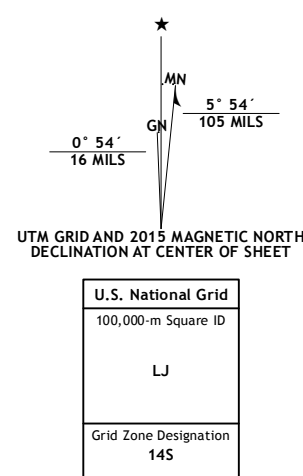 ★
MN
GN
5° 54´
105 MILS
0° 54´
16 MILS
UTM GRID AND 2015 MAGNETIC NORTH
DECLINATION AT CENTER OF SHEET
U.S. National Grid
100,000-m Square ID
LJ
Grid Zone Designation
14S